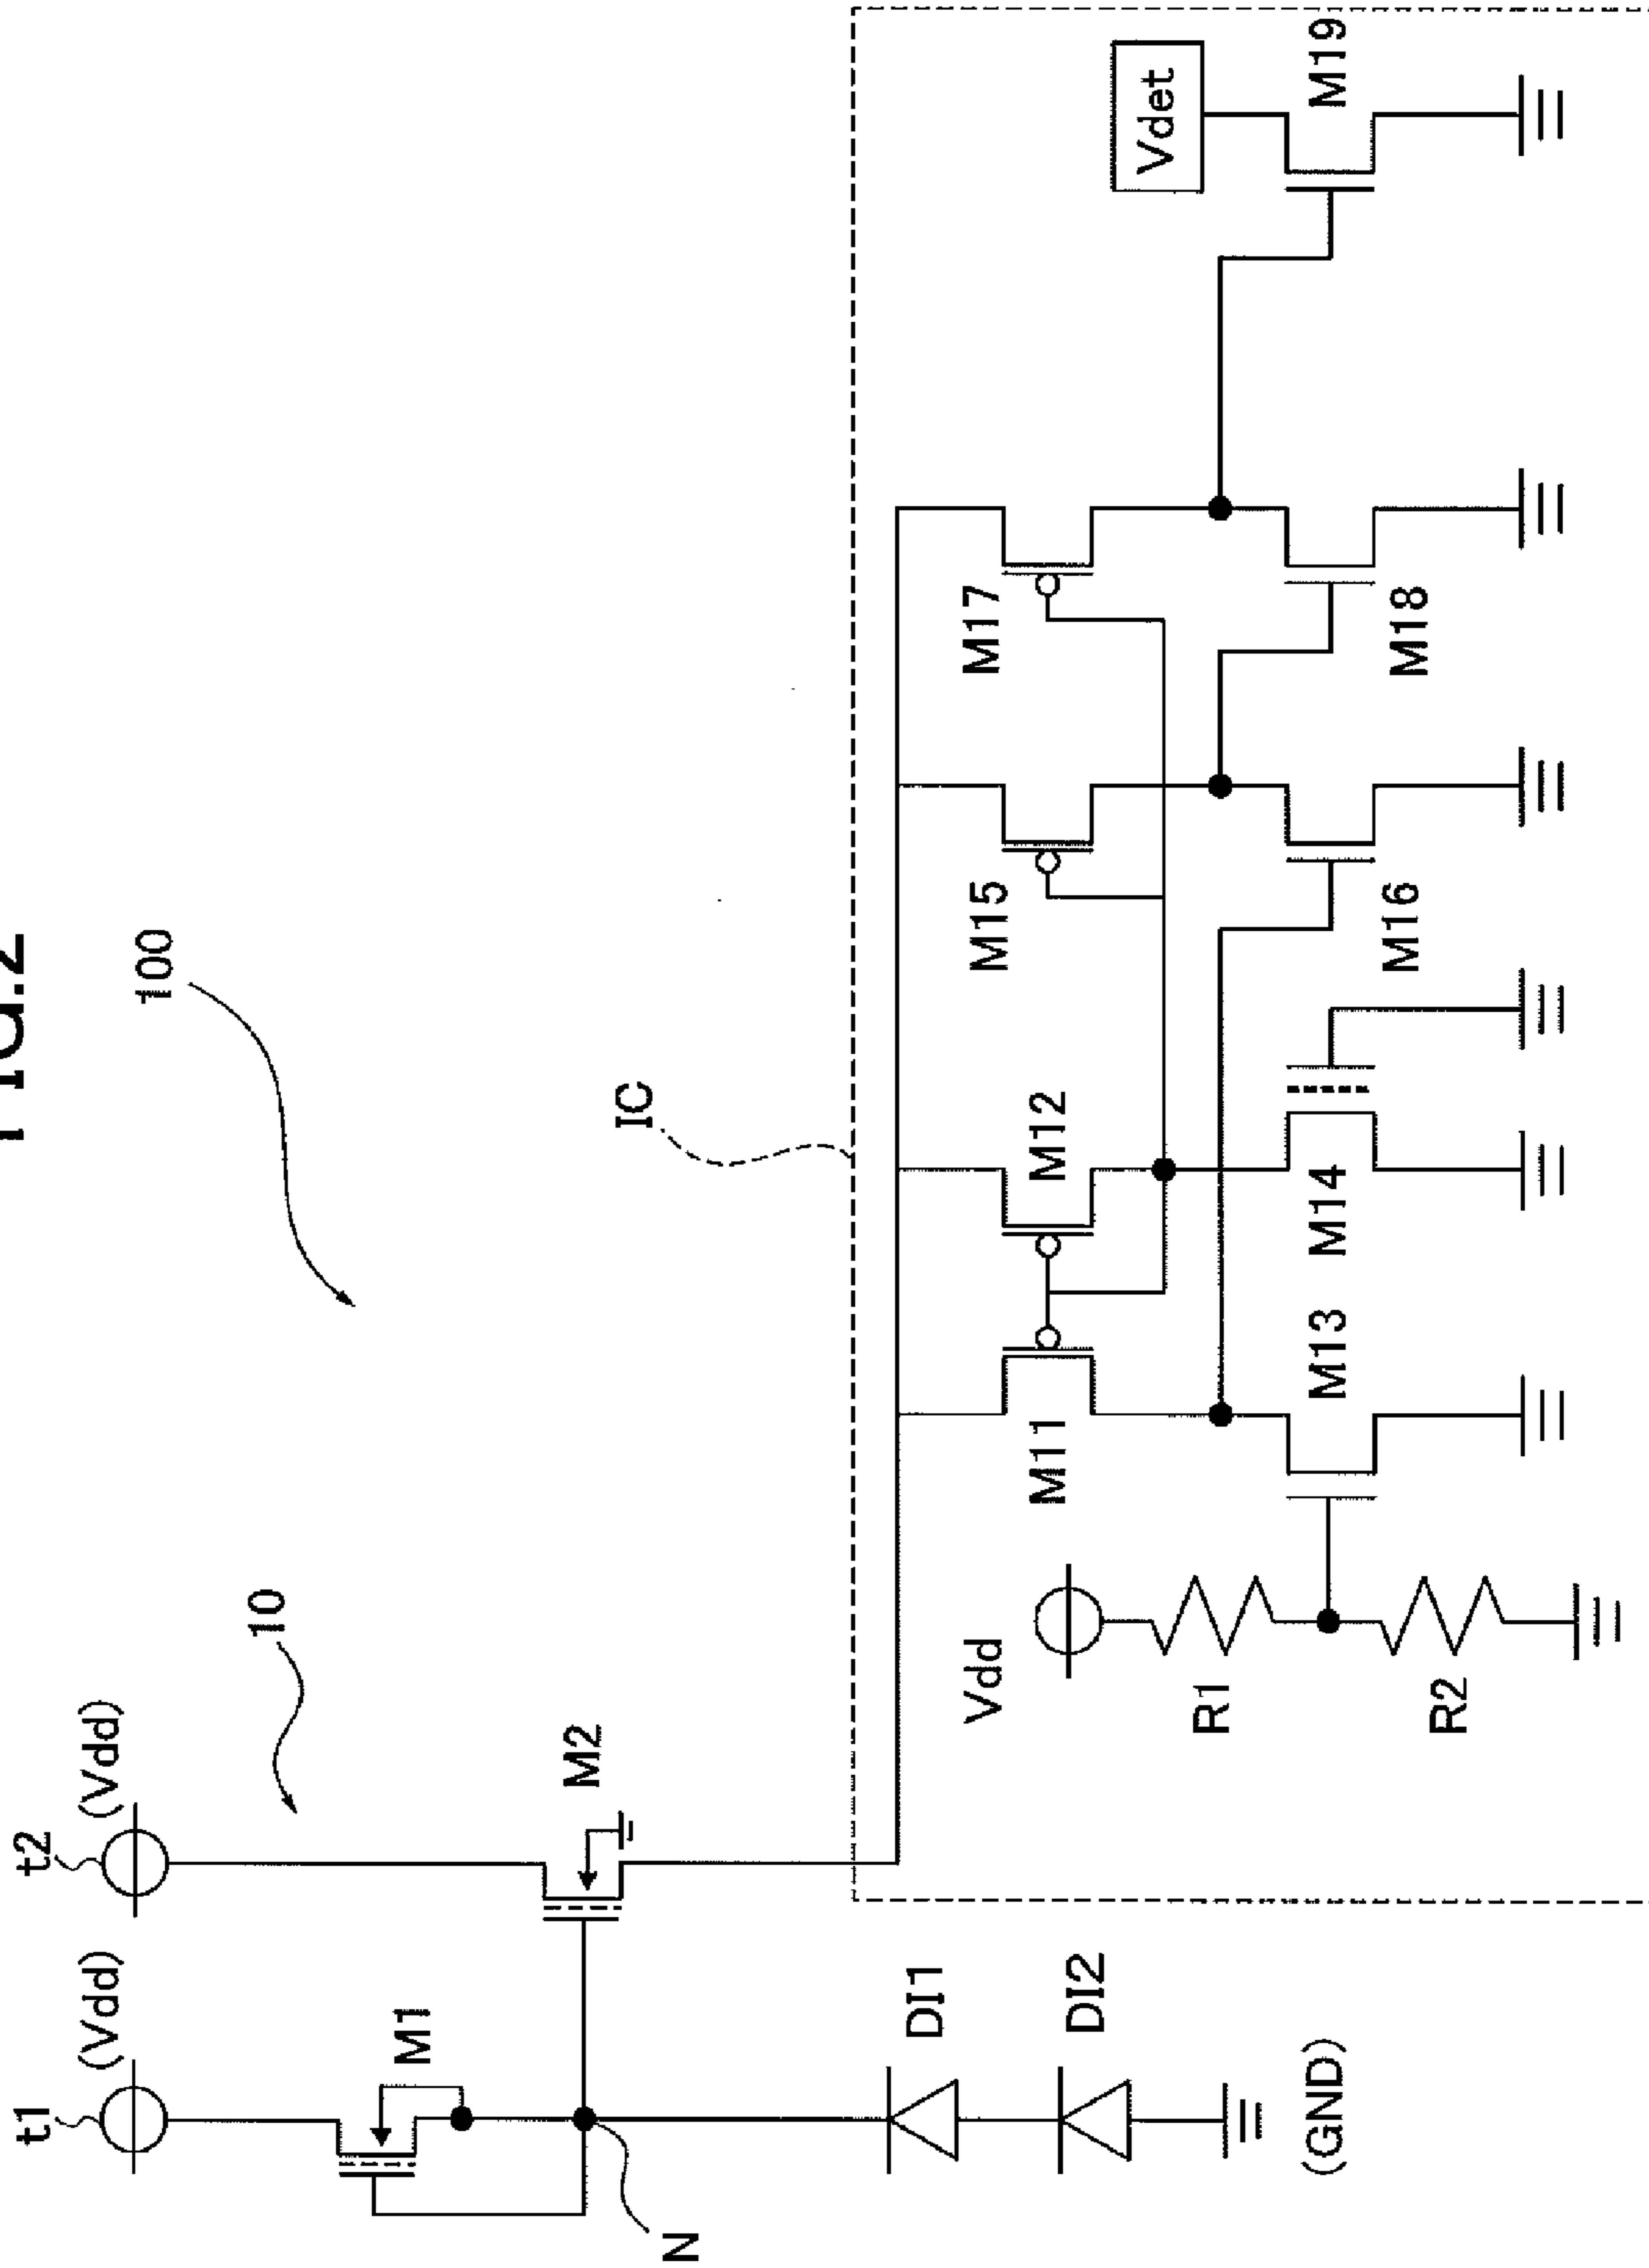 FIG.2
100
10
t1
(Vdd)
t2
(Vdd)
M1
M2
N
DI1
DI2
(GND)
IC
Vdd
R1
R2
M11
M12
M13
M14
M15
M16
M17
M18
Vdet
M19